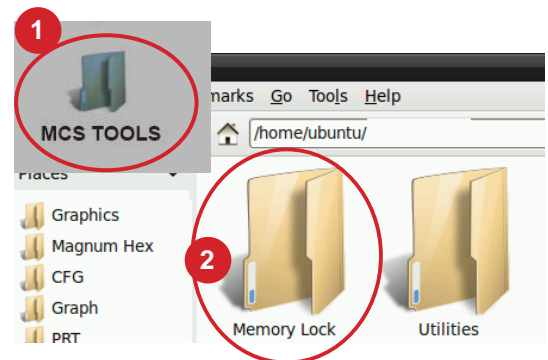 1
MCS TOOLS
marks Go Tools Help
/home/ubuntu/
Places
Graphics
Magnum Hex
CFG
Graph
PRT
2
Memory Lock
Utilities